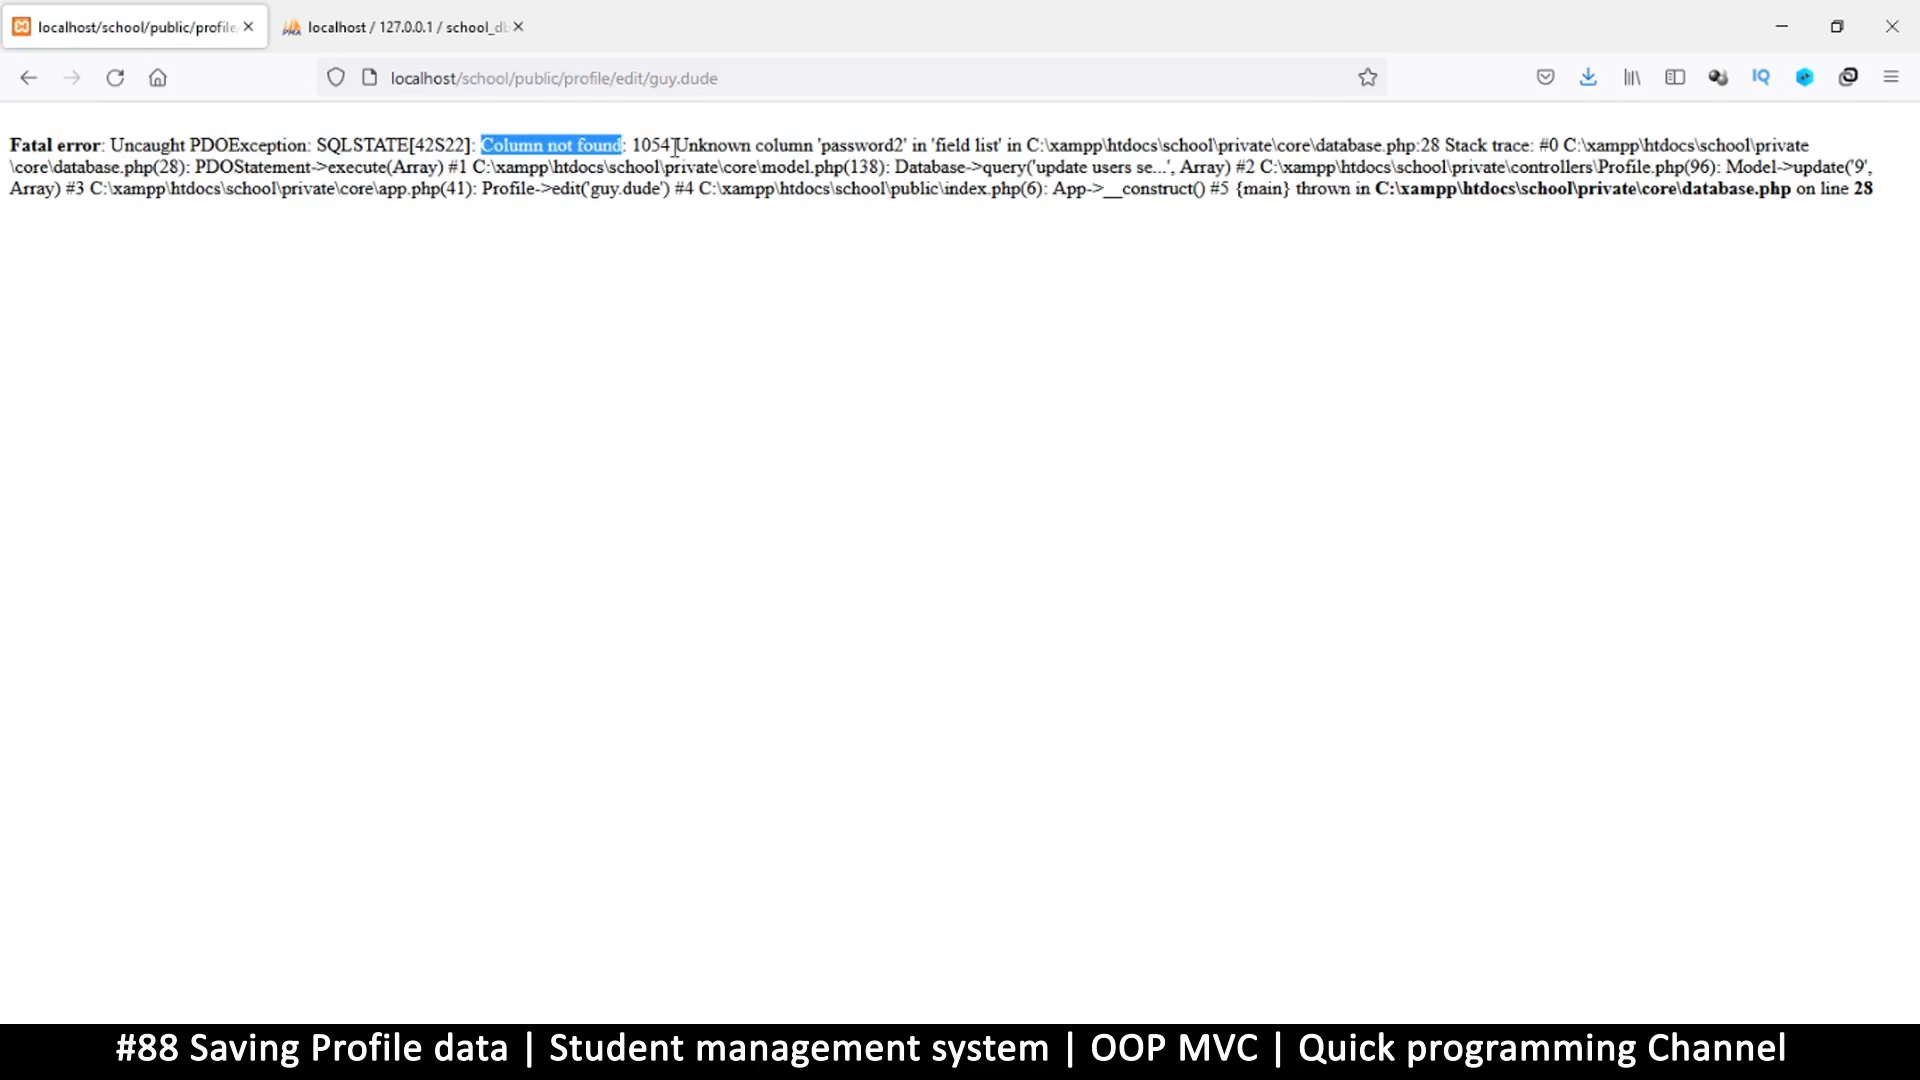 localhost/school/public/profile
localhost / 127.0.0.1 / school_db
localhost/school/public/profile/edit/guy.dude
IQ
Fatal error: Uncaught PDOException: SQLSTATE[42S22]: Column not found: 1054 Unknown column 'password2' in 'field list' in C:\xampp\htdocs\school\private\core\database.php:28 Stack trace: #0 C:\xampp\htdocs\school\private
\core\database.php(28): PDOStatement->execute(Array) #1 C:\xampp\htdocs\school\private\core\model.php(138): Database->query('update users se...', Array) #2 C:\xampp\htdocs\school\private\controllers\Profile.php(96): Model->update('9',
Array) #3 C:\xampp\htdocs\school\private\core\app.php(41): Profile->edit('guy.dude') #4 C:\xampp\htdocs\school\public\index.php(6): App->__construct() #5 {main} thrown in C:\xampp\htdocs\school\private\core\database.php on line 28
#88 Saving Profile data | Student management system | OOP MVC | Quick programming Channel